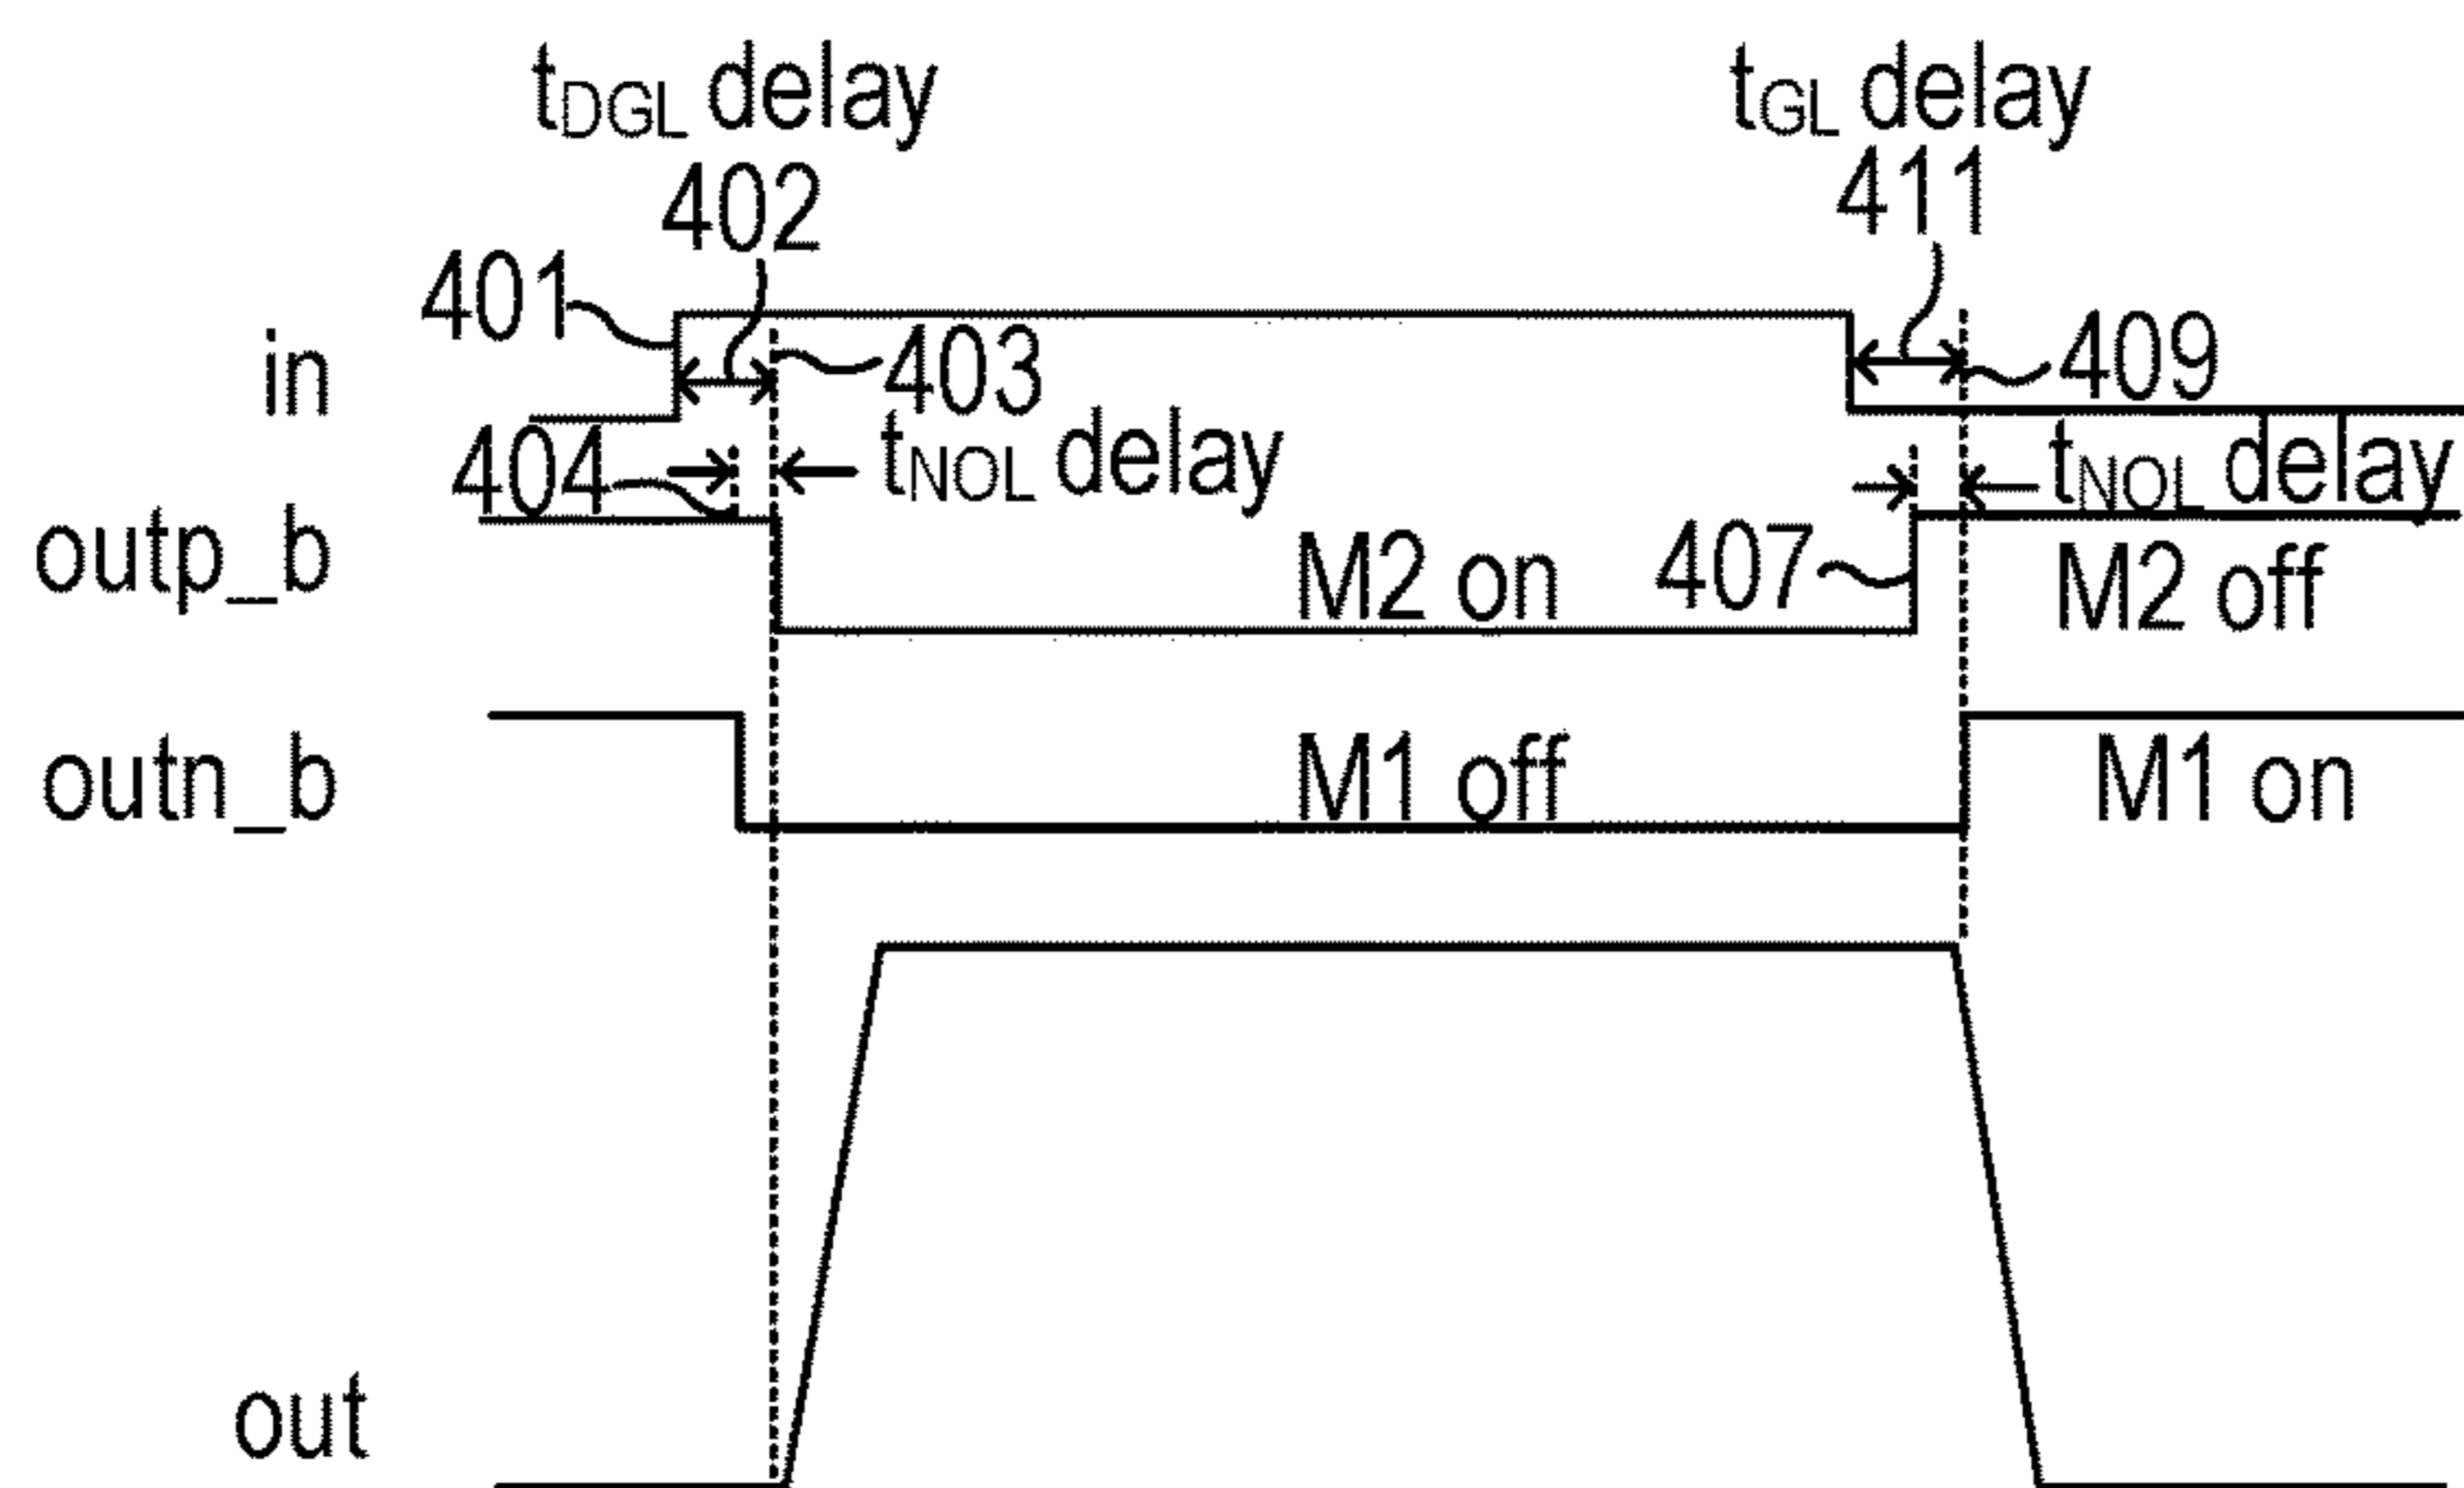 tDGL delay
402
tGL delay
411
401
in
403
409
404
tNOL delay
tNOL delay
outp_b
M2 on
407
M2 off
outn_b
M1 off
M1 on
out